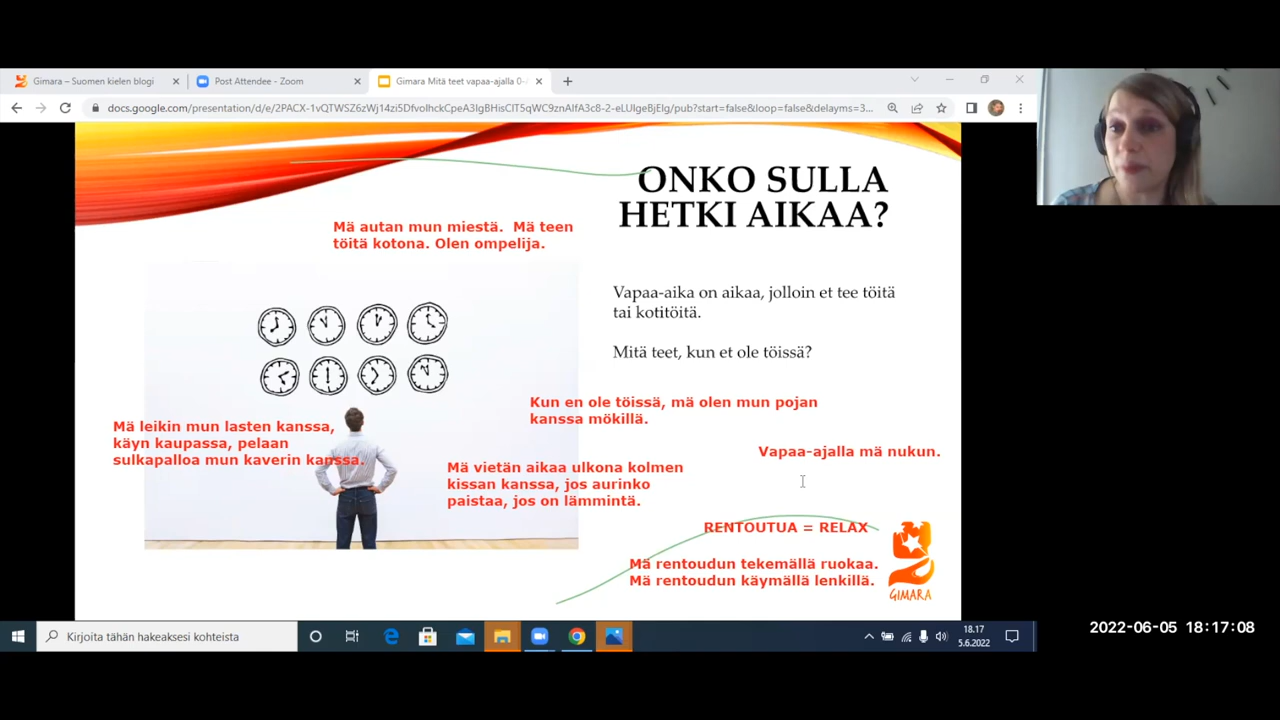 Gimara – Suomen kielen blogi
Post Attendee - Zoom
Gimara Mitä teet vapaa-ajalla 0-
docs.google.com/presentation/d/e/2PACX-1vQTWSZ6zWj14zi5DfvolhckCpeA3IgBHisClT5qWC9znAIfA3c8-2-eLUIgeBjEIg/pub?start=false&loop=false&delayms=3...
ONKO SULLA
HETKI AIKAA?
Mä autan mun miestä.  Mä teen
töitä kotona. Olen ompelija.
Vapaa-aika on aikaa, jolloin et tee töitä
tai kotitöitä.
Mitä teet, kun et ole töissä?
Kun en ole töissä, mä olen mun pojan
kanssa mökillä.
Mä leikin mun lasten kanssa,
käyn kaupassa, pelaan
sulkapalloa mun kaverin kanssa.
Vapaa-ajalla mä nukun.
Mä vietän aikaa ulkona kolmen
kissan kanssa, jos aurinko
paistaa, jos on lämmintä.
RENTOUTUA = RELAX
Mä rentoudun tekemällä ruokaa.
Mä rentoudun käymällä lenkillä.
GIMARA
Kirjoita tähän hakeaksesi kohteista
18.17
5.6.2022
2022-06-05 18:17:08